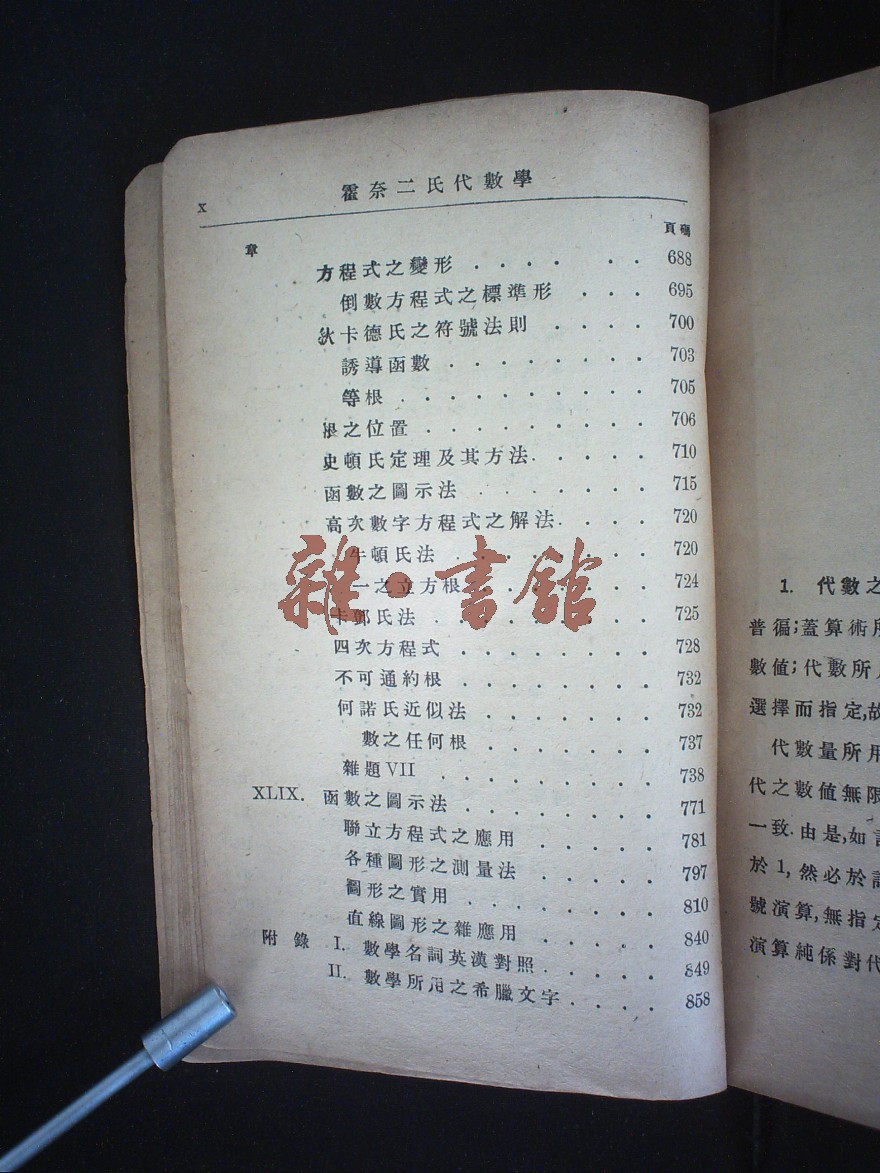 x 霍奈二氏代數學
章 頁碼
方程式之變形 . . . . . . . 688
倒數方程式之標準形 . . . . 695
狄卡德氏之符號法則 . . . . 700
誘導函數 . . . . . . . . . 703
等根 . . . . . . . . . . . 705
根之位置 . . . . . . . . . 706
史頓氏定理及其方法 . . . . . 710
函數之圖示法 . . . . . . . 715
高次數字方程式之解法 . . . . 720
牛頓氏法 . . . . . . . . 720
一之立方根 . . . . . . . 724
卡鄧氏法 . . . . . . . . 725
四次方程式 . . . . . . . . 728
不可通約根 . . . . . . . . 732
何諾氏近似法 . . . . . . . 732
數之任何根 . . . . . . . 737
雜題 VII . . . . . . . . 738
XLIX. 函數之圖示法 . . . . . . . 771
聯立方程式之應用 . . . . . 781
各種圖形之測量法 . . . . . 797
圖形之實用 . . . . . . . 810
直線圖形之雜應用 . . . . . 840
附錄 I. 數學名詞英漢對照 . . . . . 849
II. 數學所用之希臘文字 . . . . 858
雜·書館
1. 代數之
普徧;蓋算術所
數值;代數所
選擇而指定,故
代數量所用
代之數值無限
一致.由是,如
於1,然必於
號演算,無指定
演算純係對代